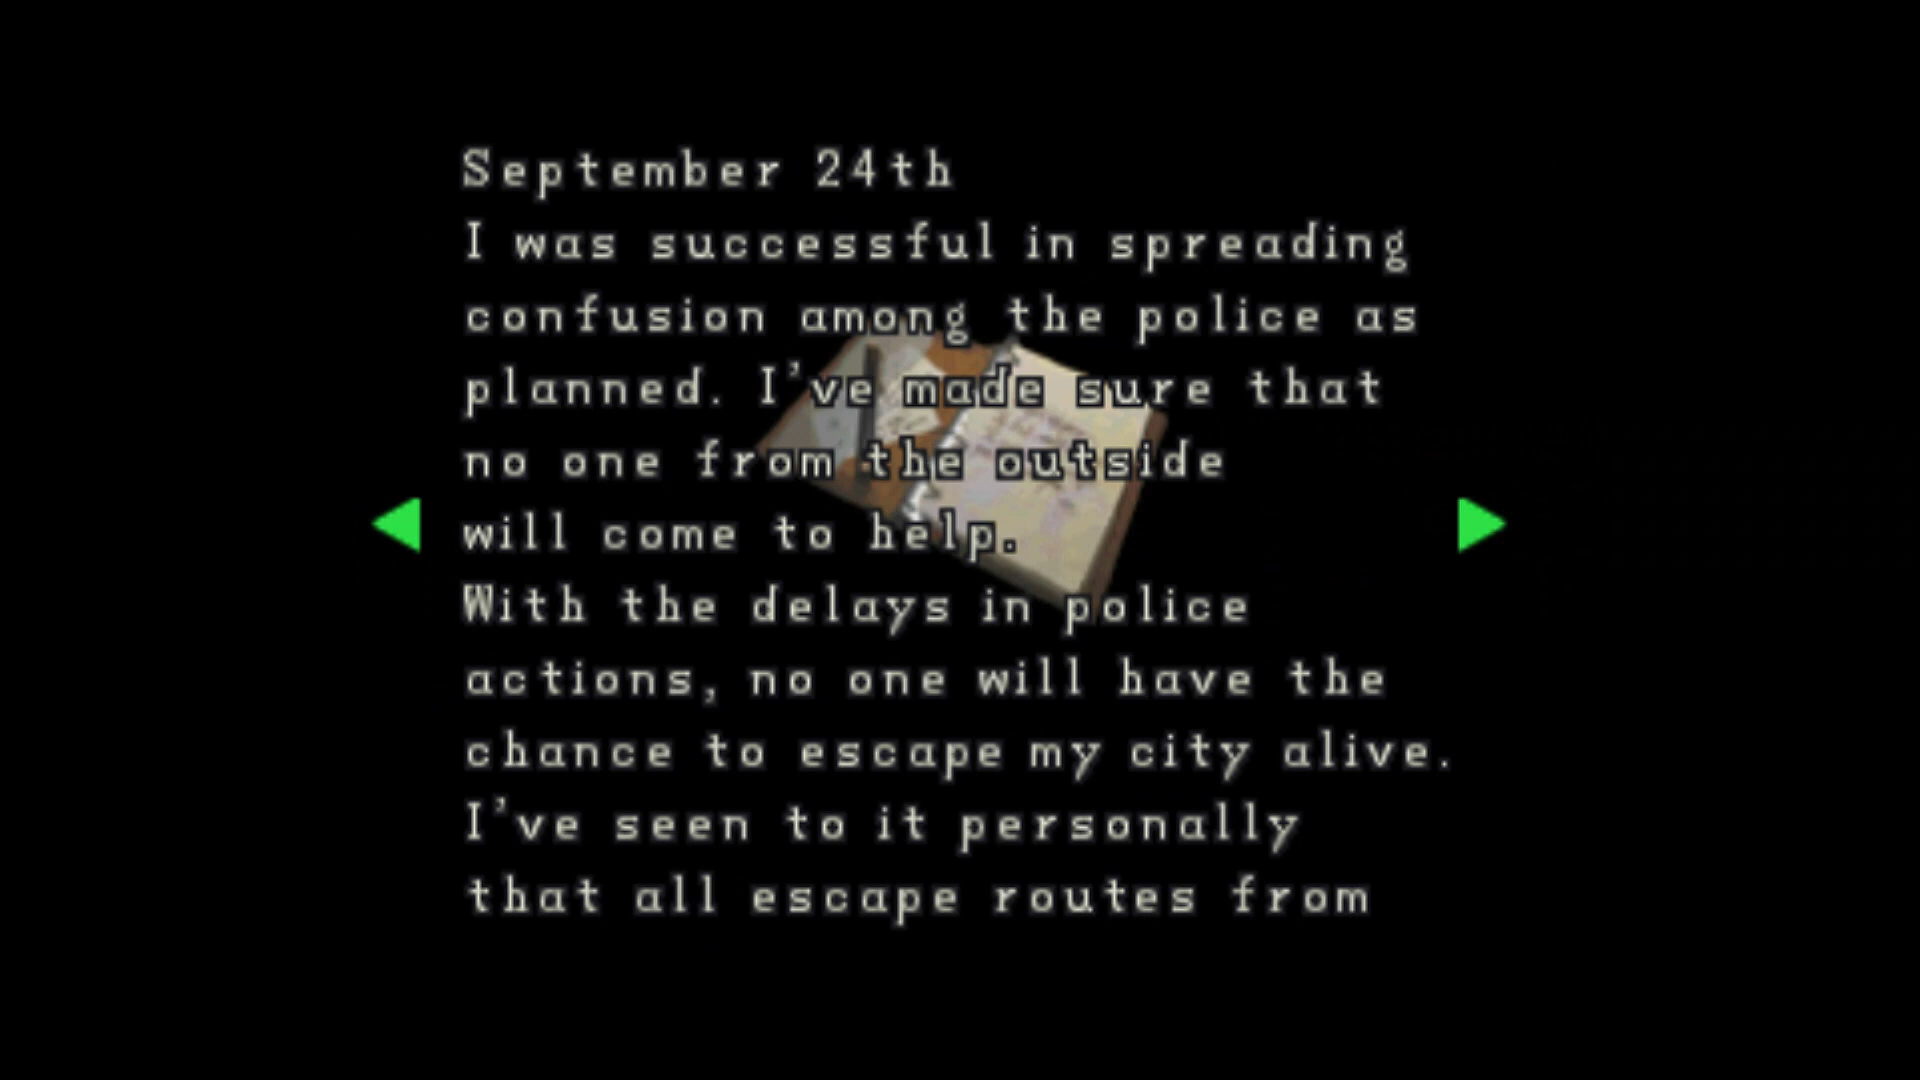 September 24th
I was successful in spreading
confusion among the police as
planned. I've made sure that
no one from the outside
will come to help.
With the delays in police
actions, no one will have the
chance to escape my city alive.
I've seen to it personally
that all escape routes from